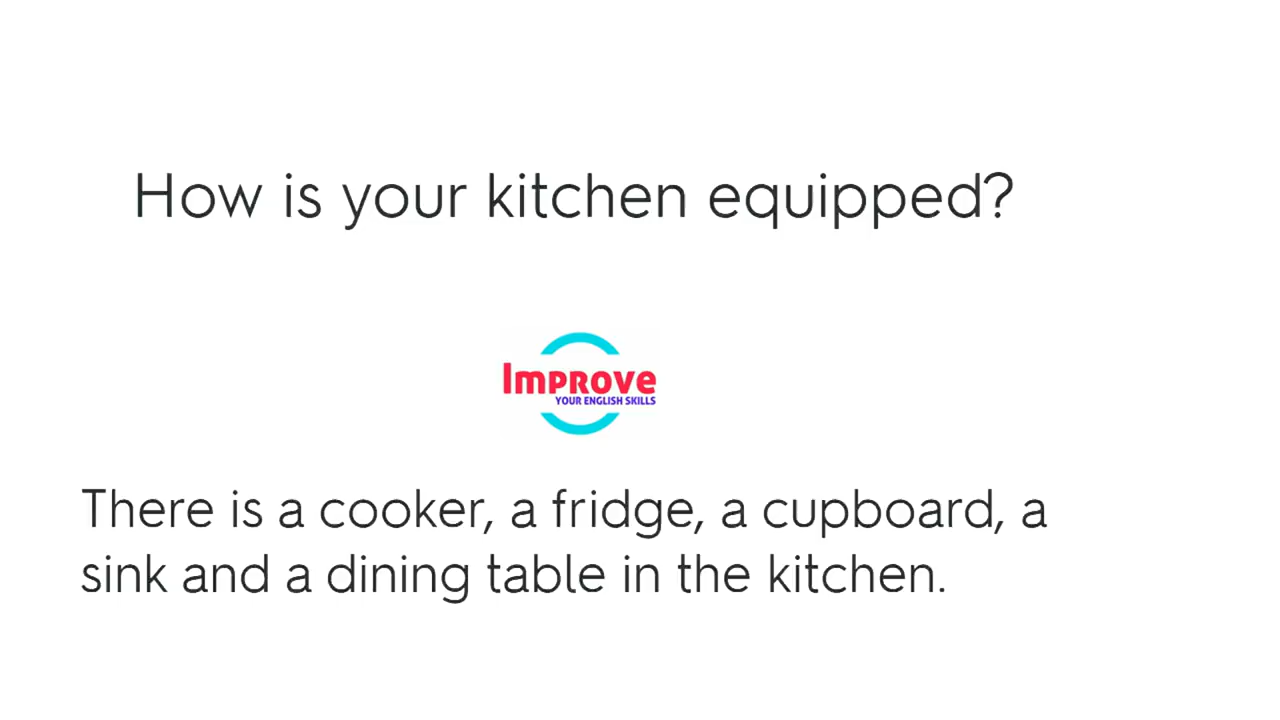 How is your kitchen equipped?
Improve
YOUR ENGLISH SKILLS
There is a cooker, a fridge, a cupboard, a
sink and a dining table in the kitchen.